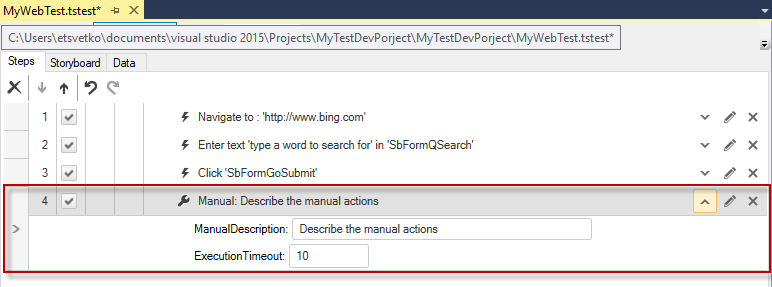 MyWebTest.tstest*
C:\Users\etsvetko\documents\visual studio 2015\Projects\MyTestDevPorject\MyTestDevPorject\MyWebTest.tstest*
Steps Storyboard Data
1 Navigate to : 'http://www.bing.com'
2 Enter text 'type a word to search for' in 'SbFormQSearch'
3 Click 'SbFormGoSubmit'
4 Manual: Describe the manual actions
ManualDescription: Describe the manual actions
ExecutionTimeout: 10